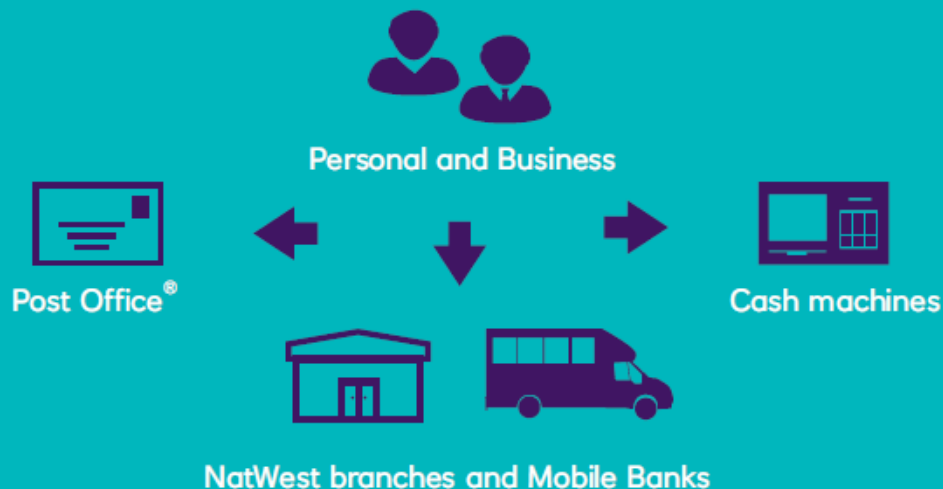 Personal and Business
Post Office®
Cash machines
NatWest branches and Mobile Banks